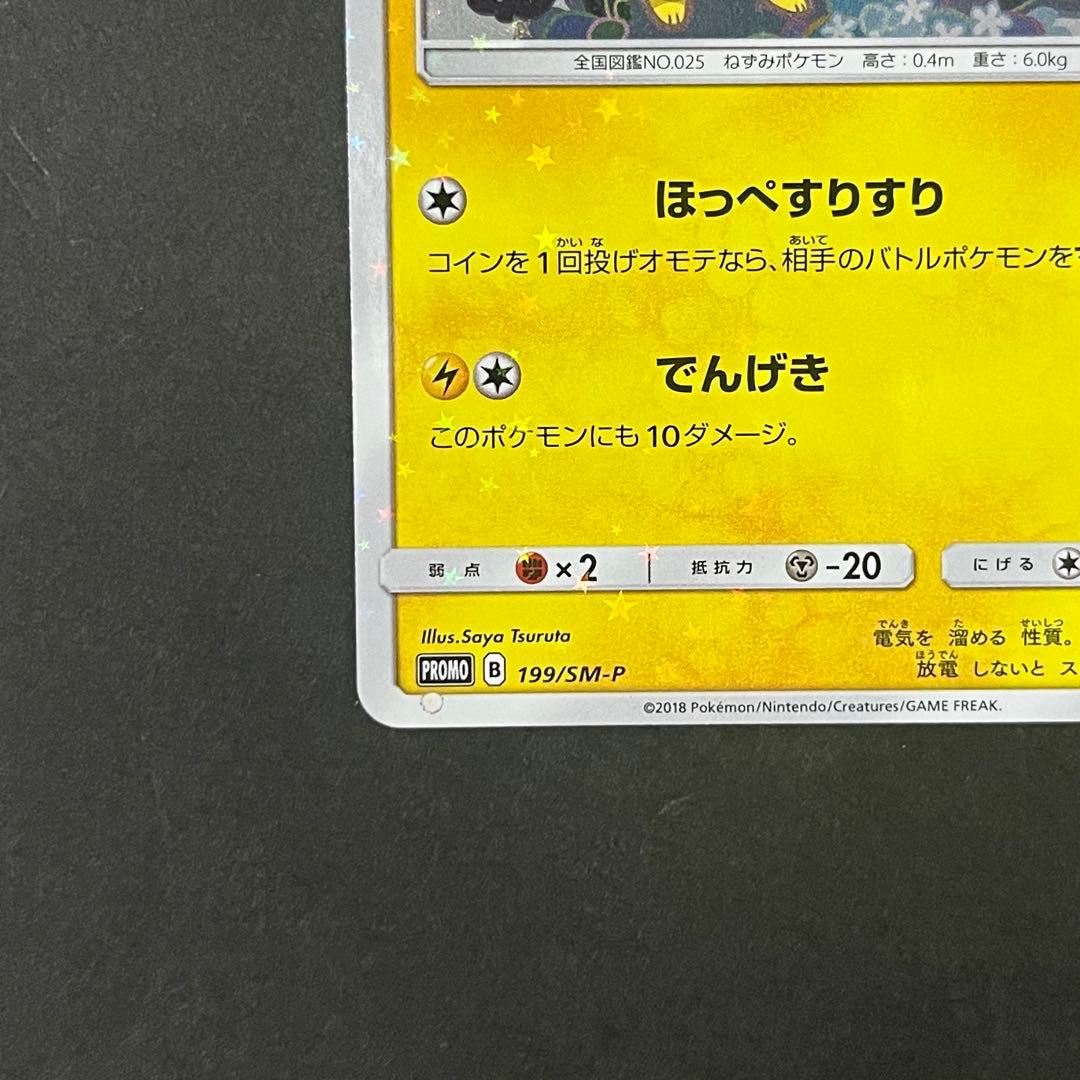 全国図鑑NO.025 ねずみポケモン 高さ:0.4m 重さ:6.0kg
ほっぺすりすり
かい な あいて
コインを1回投げオモテなら、相手のバトルポケモンを
でんげき
このポケモンにも10ダメージ。
弱点 ×2 抵抗力 -20 にげる
Illus.Saya Tsuruta
でんき た せいしつ
電気を 溜める 性質。
PROMO B 199/SM-P
ほうでん
放電 しないと ス
©2018 Pokémon/Nintendo/Creatures/GAME FREAK.